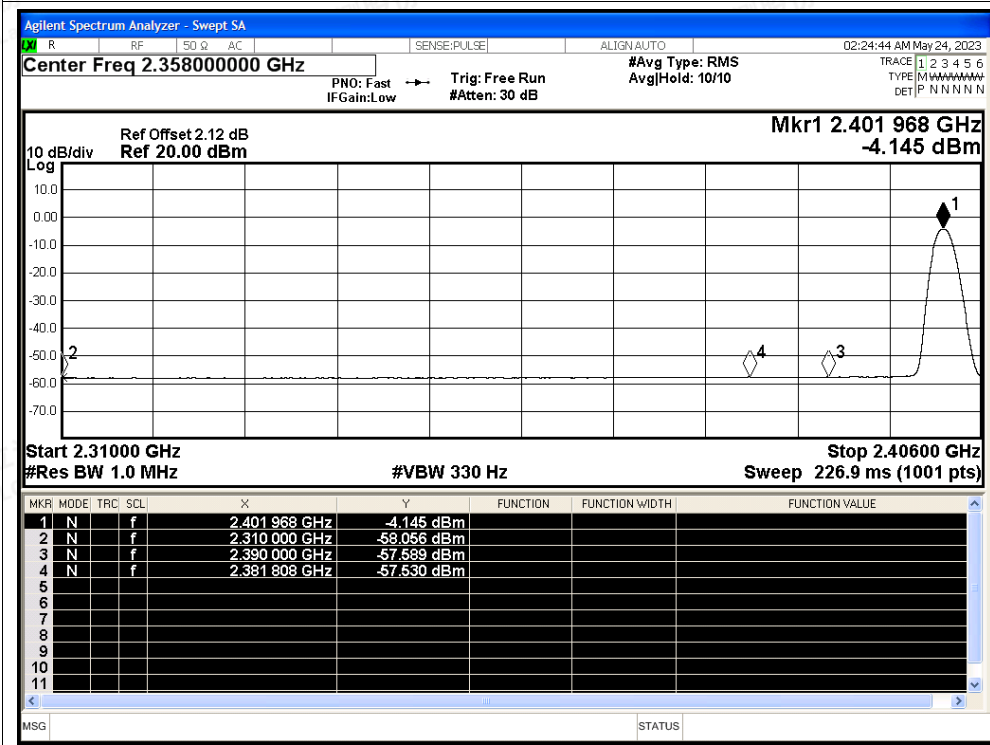 Agilent Spectrum Analyzer - Swept SA
LXI R RF 50 Ω AC SENSE:PULSE ALIGN AUTO 02:24:44 AM May 24, 2023
Center Freq 2.358000000 GHz
PNO: Fast
IFGain:Low
Trig: Free Run
#Atten: 30 dB
#Avg Type: RMS
Avg|Hold: 10/10
TRACE 1 2 3 4 5 6
TYPE M
DET P N N N N N
Mkr1 2.401 968 GHz
-4.145 dBm
Ref Offset 2.12 dB
10 dB/div Ref 20.00 dBm
Log
10.0
0.00
-10.0
-20.0
-30.0
-40.0
-50.0
-60.0
-70.0
1
2
4
3
Start 2.31000 GHz Stop 2.40600 GHz
#Res BW 1.0 MHz #VBW 330 Hz Sweep 226.9 ms (1001 pts)
MKR MODE TRC SCL X Y FUNCTION FUNCTION WIDTH FUNCTION VALUE
1 N f 2.401 968 GHz -4.145 dBm
2 N f 2.310 000 GHz -58.056 dBm
3 N f 2.390 000 GHz -57.589 dBm
4 N f 2.381 808 GHz -57.530 dBm
5
6
7
8
9
10
11
MSG STATUS